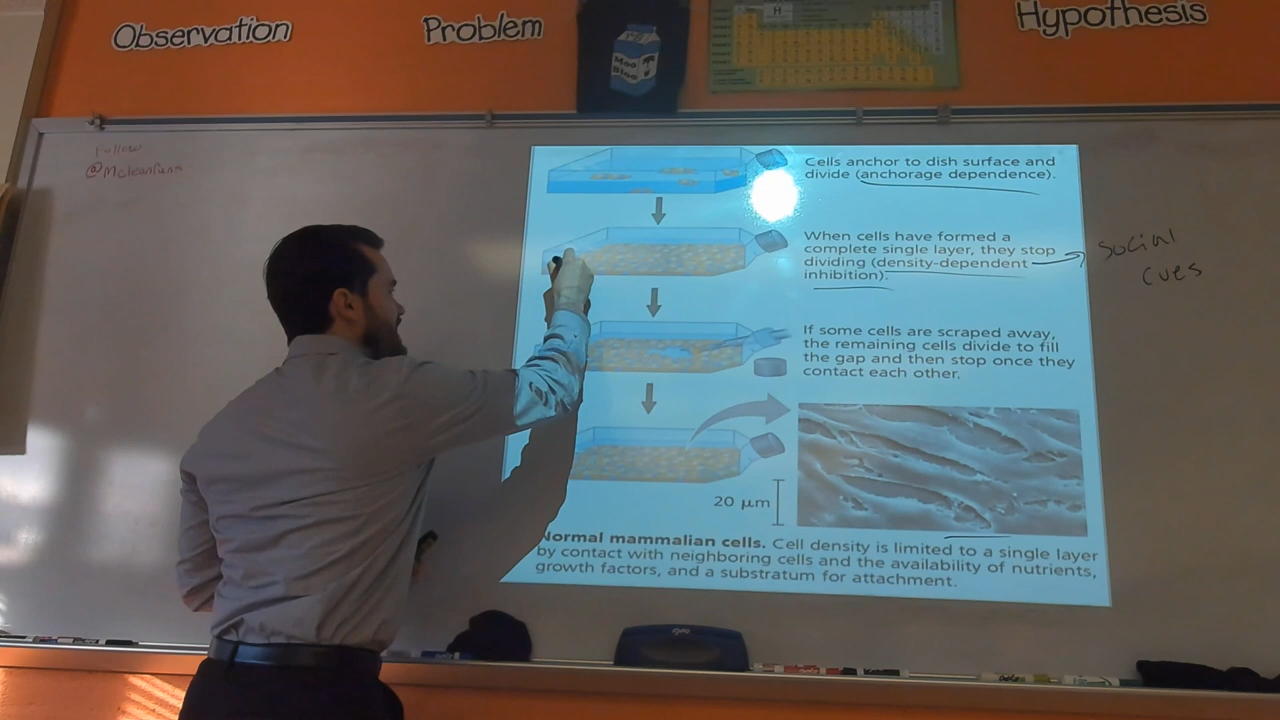 Observation
Problem
Moo
Bloo
H
Hypothesis
Follow
Cells anchor to dish surface and
divide (anchorage dependence).
When cells have formed a
complete single layer, they stop
dividing (density-dependent
inhibition).
social
cues
If some cells are scraped away,
the remaining cells divide to fill
the gap and then stop once they
contact each other.
20 µm
Normal mammalian cells. Cell density is limited to a single layer
by contact with neighboring cells and the availability of nutrients,
growth factors, and a substratum for attachment.
expo